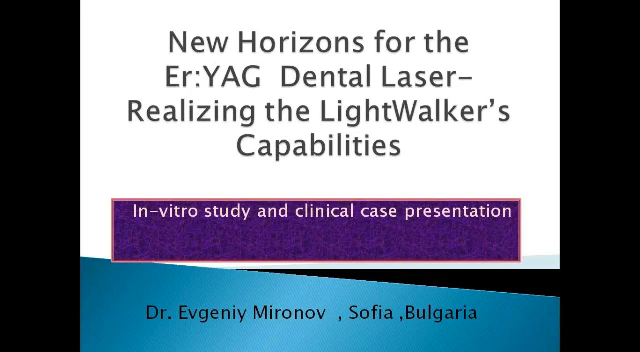 New Horizons for the
Er:YAG  Dental Laser-
Realizing the LightWalker's
Capabilities
In-vitro study and clinical case presentation
Dr. Evgeniy Mironov  , Sofia ,Bulgaria